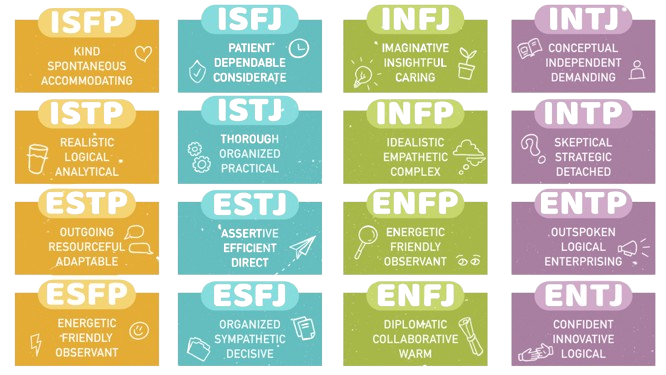 ISFP
KIND
SPONTANEOUS
ACCOMMODATING
ISFJ
PATIENT
DEPENDABLE
CONSIDERATE
INFJ
IMAGINATIVE
INSIGHTFUL
CARING
INTJ
CONCEPTUAL
INDEPENDENT
DEMANDING
ISTP
REALISTIC
LOGICAL
ANALYTICAL
ISTJ
THOROUGH
ORGANIZED
PRACTICAL
INFP
IDEALISTIC
EMPATHETIC
COMPLEX
INTP
SKEPTICAL
STRATEGIC
DETACHED
ESTP
OUTGOING
RESOURCEFUL
ADAPTABLE
ESTJ
ASSERTIVE
EFFICIENT
DIRECT
ENFP
ENERGETIC
FRIENDLY
OBSERVANT
ENTP
OUTSPOKEN
LOGICAL
ENTERPRISING
ESFP
ENERGETIC
FRIENDLY
OBSERVANT
ESFJ
ORGANIZED
SYMPATHETIC
DECISIVE
ENFJ
DIPLOMATIC
COLLABORATIVE
WARM
ENTJ
CONFIDENT
INNOVATIVE
LOGICAL